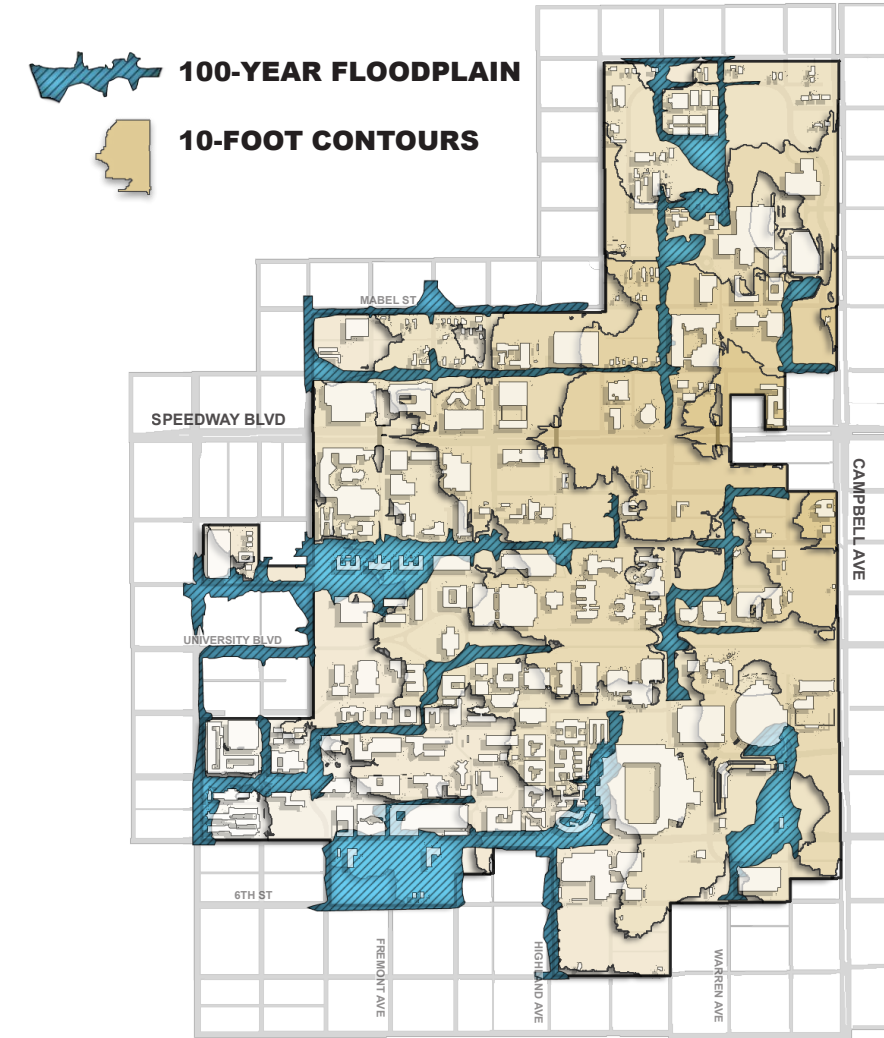 100-YEAR FLOODPLAIN
10-FOOT CONTOURS
MABEL ST
SPEEDWAY BLVD
CAMPBELL AVE
UNIVERSITY BLVD
6TH ST
FREMONT AVE
HIGHLAND AVE
WARREN AVE